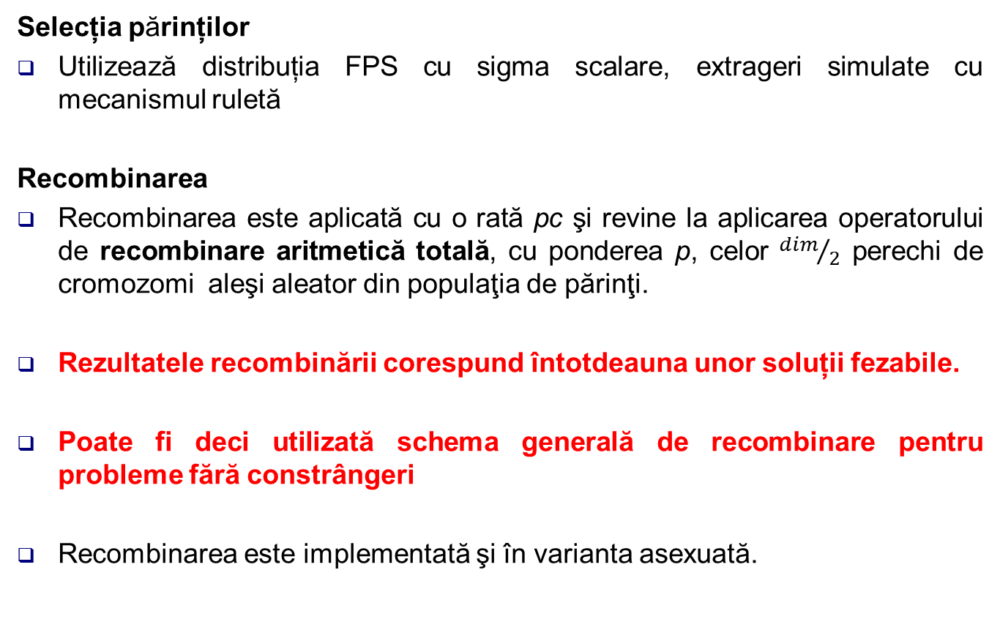 Selecția părinților
❑ Utilizează distribuția FPS cu sigma scalare, extrageri simulate cu
mecanismul ruletă
Recombinarea
❑ Recombinarea este aplicată cu o rată pc şi revine la aplicarea operatorului
de recombinare aritmetică totală, cu ponderea p, celor dim/2 perechi de
cromozomi aleşi aleator din populaţia de părinţi.
❑ Rezultatele recombinării corespund întotdeauna unor soluții fezabile.
❑ Poate fi deci utilizată schema generală de recombinare pentru
probleme fără constrângeri
❑ Recombinarea este implementată şi în varianta asexuată.